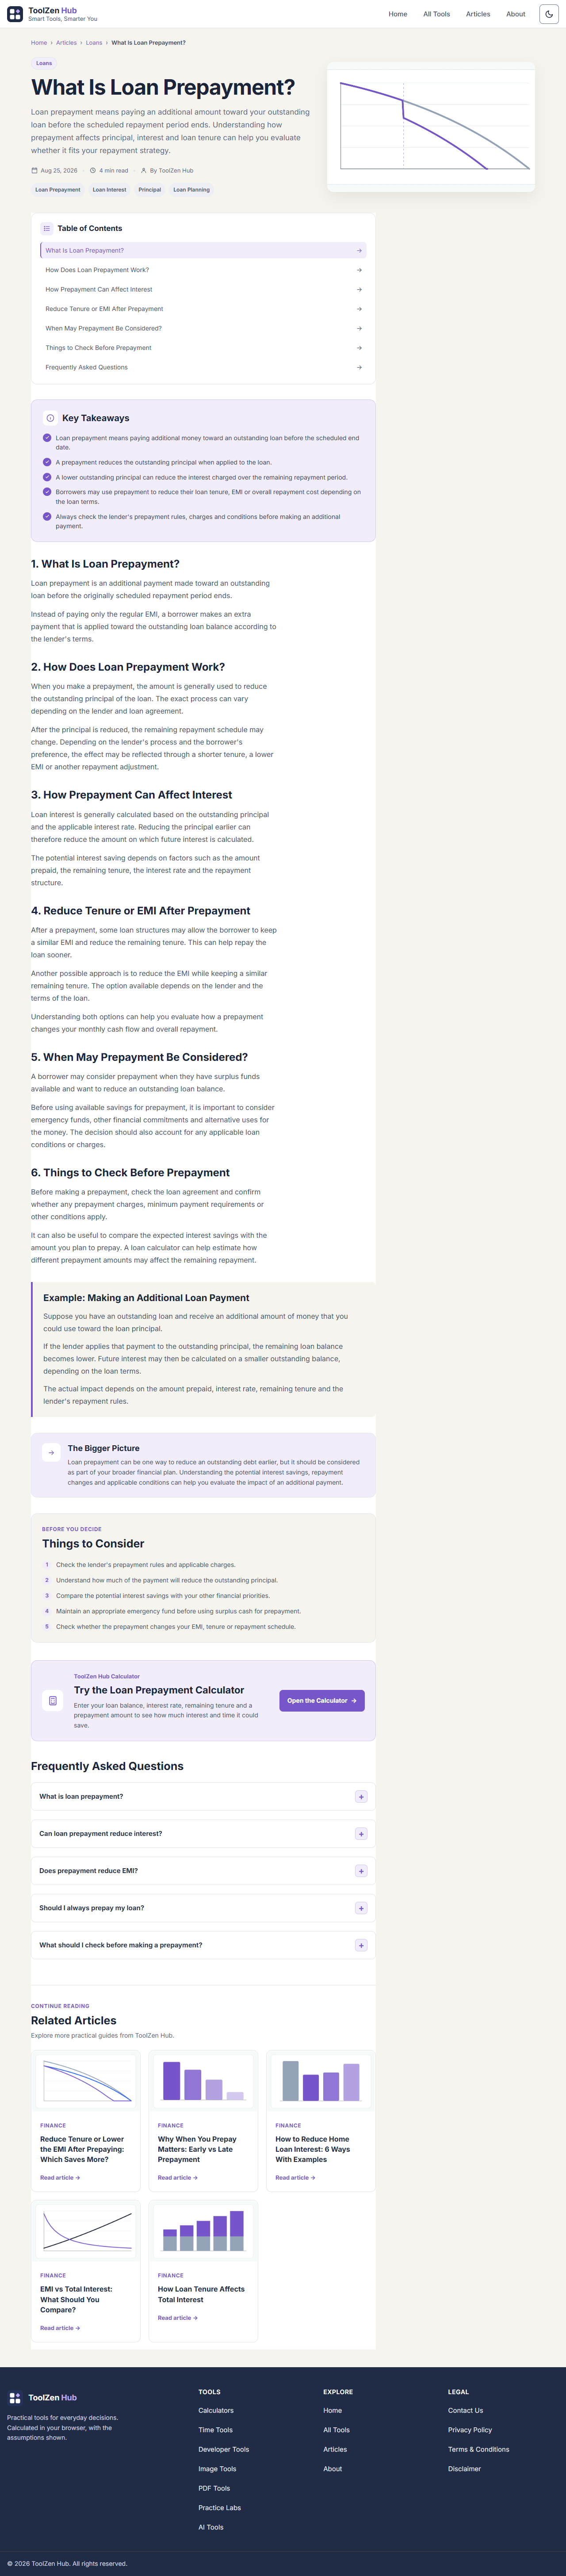 ToolZen Hub
Smart Tools, Smarter You
Home
All Tools
Articles
About
Home › Articles › Loans › What Is Loan Prepayment?
Loans
What Is Loan Prepayment?
Loan prepayment means paying an additional amount toward your outstanding
loan before the scheduled repayment period ends. Understanding how
prepayment affects principal, interest and loan tenure can help you evaluate
whether it fits your repayment strategy.
Aug 25, 2026
4 min read
By ToolZen Hub
Loan Prepayment
Loan Interest
Principal
Loan Planning
Table of Contents
What Is Loan Prepayment? →
How Does Loan Prepayment Work? →
How Prepayment Can Affect Interest →
Reduce Tenure or EMI After Prepayment →
When May Prepayment Be Considered? →
Things to Check Before Prepayment →
Frequently Asked Questions →
Key Takeaways
Loan prepayment means paying additional money toward an outstanding loan before the scheduled end
date.
A prepayment reduces the outstanding principal when applied to the loan.
A lower outstanding principal can reduce the interest charged over the remaining repayment period.
Borrowers may use prepayment to reduce their loan tenure, EMI or overall repayment cost depending on
the loan terms.
Always check the lender's prepayment rules, charges and conditions before making an additional
payment.
1. What Is Loan Prepayment?
Loan prepayment is an additional payment made toward an outstanding
loan before the originally scheduled repayment period ends.
Instead of paying only the regular EMI, a borrower makes an extra
payment that is applied toward the outstanding loan balance according to
the lender's terms.
2. How Does Loan Prepayment Work?
When you make a prepayment, the amount is generally used to reduce
the outstanding principal of the loan. The exact process can vary
depending on the lender and loan agreement.
After the principal is reduced, the remaining repayment schedule may
change. Depending on the lender's process and the borrower's
preference, the effect may be reflected through a shorter tenure, a lower
EMI or another repayment adjustment.
3. How Prepayment Can Affect Interest
Loan interest is generally calculated based on the outstanding principal
and the applicable interest rate. Reducing the principal earlier can
therefore reduce the amount on which future interest is calculated.
The potential interest saving depends on factors such as the amount
prepaid, the remaining tenure, the interest rate and the repayment
structure.
4. Reduce Tenure or EMI After Prepayment
After a prepayment, some loan structures may allow the borrower to keep
a similar EMI and reduce the remaining tenure. This can help repay the
loan sooner.
Another possible approach is to reduce the EMI while keeping a similar
remaining tenure. The option available depends on the lender and the
terms of the loan.
Understanding both options can help you evaluate how a prepayment
changes your monthly cash flow and overall repayment.
5. When May Prepayment Be Considered?
A borrower may consider prepayment when they have surplus funds
available and want to reduce an outstanding loan balance.
Before using available savings for prepayment, it is important to consider
emergency funds, other financial commitments and alternative uses for
the money. The decision should also account for any applicable loan
conditions or charges.
6. Things to Check Before Prepayment
Before making a prepayment, check the loan agreement and confirm
whether any prepayment charges, minimum payment requirements or
other conditions apply.
It can also be useful to compare the expected interest savings with the
amount you plan to prepay. A loan calculator can help estimate how
different prepayment amounts may affect the remaining repayment.
Example: Making an Additional Loan Payment
Suppose you have an outstanding loan and receive an additional amount of money that you
could use toward the loan principal.
If the lender applies that payment to the outstanding principal, the remaining loan balance
becomes lower. Future interest may then be calculated on a smaller outstanding balance,
depending on the loan terms.
The actual impact depends on the amount prepaid, interest rate, remaining tenure and the
lender's repayment rules.
→
The Bigger Picture
Loan prepayment can be one way to reduce an outstanding debt earlier, but it should be considered
as part of your broader financial plan. Understanding the potential interest savings, repayment
changes and applicable conditions can help you evaluate the impact of an additional payment.
BEFORE YOU DECIDE
Things to Consider
1 Check the lender's prepayment rules and applicable charges.
2 Understand how much of the payment will reduce the outstanding principal.
3 Compare the potential interest savings with your other financial priorities.
4 Maintain an appropriate emergency fund before using surplus cash for prepayment.
5 Check whether the prepayment changes your EMI, tenure or repayment schedule.
ToolZen Hub Calculator
Try the Loan Prepayment Calculator
Enter your loan balance, interest rate, remaining tenure and a
prepayment amount to see how much interest and time it could
save.
Open the Calculator →
Frequently Asked Questions
What is loan prepayment? +
Can loan prepayment reduce interest? +
Does prepayment reduce EMI? +
Should I always prepay my loan? +
What should I check before making a prepayment? +
CONTINUE READING
Related Articles
Explore more practical guides from ToolZen Hub.
FINANCE
Reduce Tenure or Lower
the EMI After Prepaying:
Which Saves More?
Read article →
FINANCE
Why When You Prepay
Matters: Early vs Late
Prepayment
Read article →
FINANCE
How to Reduce Home
Loan Interest: 6 Ways
With Examples
Read article →
FINANCE
EMI vs Total Interest:
What Should You
Compare?
Read article →
FINANCE
How Loan Tenure Affects
Total Interest
Read article →
ToolZen Hub
Practical tools for everyday decisions.
Calculated in your browser, with the
assumptions shown.
TOOLS
Calculators
Time Tools
Developer Tools
Image Tools
PDF Tools
Practice Labs
AI Tools
EXPLORE
Home
All Tools
Articles
About
LEGAL
Contact Us
Privacy Policy
Terms & Conditions
Disclaimer
© 2026 ToolZen Hub. All rights reserved.